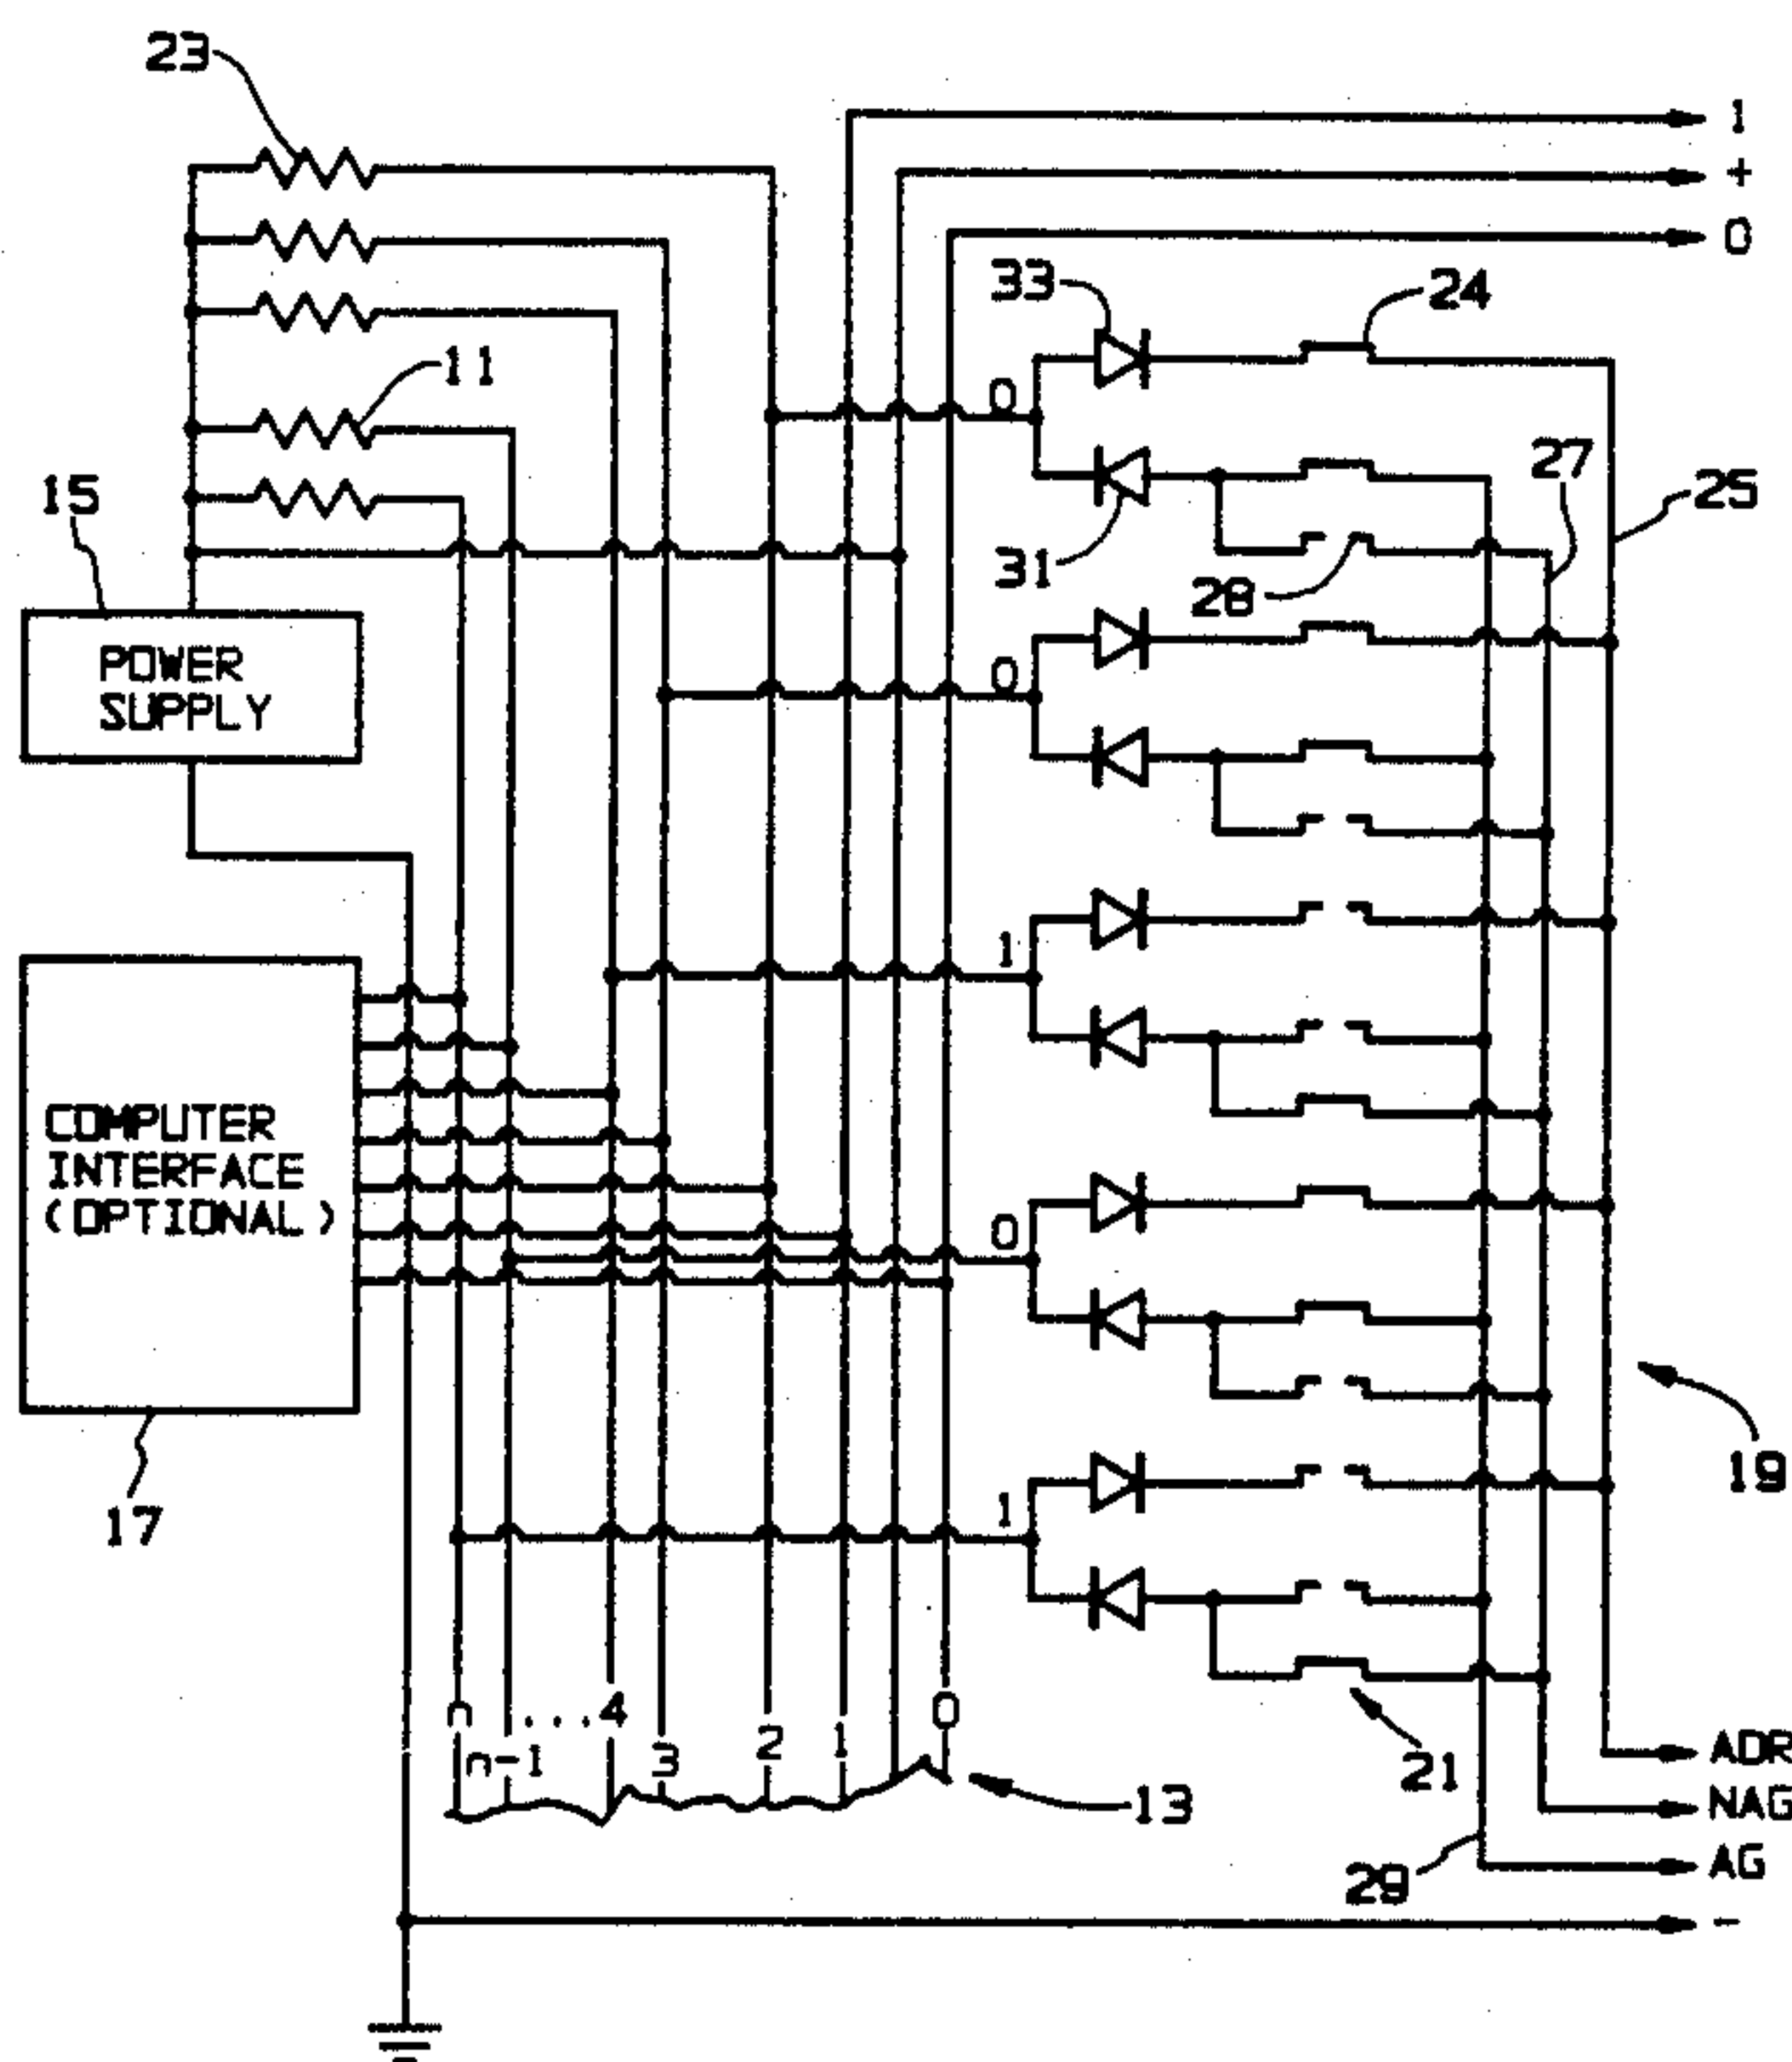 23
1
+
0
33
24
11
0
27
15
25
31
28
POWER
SUPPLY
0
1
COMPUTER
INTERFACE
(OPTIONAL)
0
19
17
1
n
...4
0
n-1
3
2
1
ADR
21
13
NAG
AG
29
-